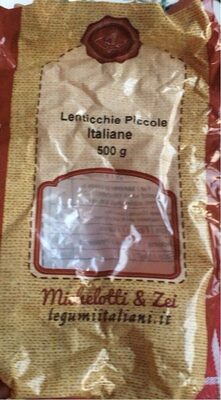 Lenticchie Piccole
Italiane
500 g
Michelotti & Zei
legumiitaliani.it